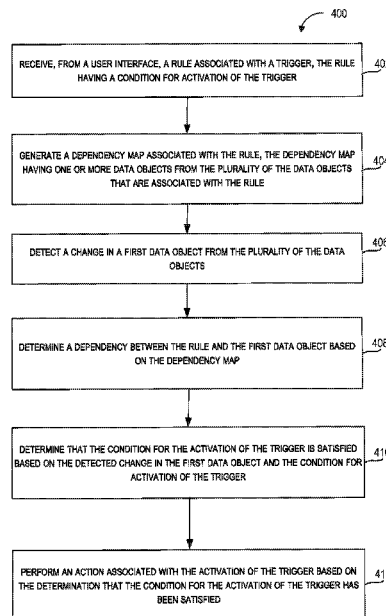 400
RECEIVE, FROM A USER INTERFACE, A RULE ASSOCIATED WITH A TRIGGER, THE RULE
HAVING A CONDITION FOR ACTIVATION OF THE TRIGGER
GENERATE A DEPENDENCY MAP ASSOCIATED WITH THE RULE, THE DEPENDENCY MAP
HAVING ONE OR MORE DATA OBJECTS FROM THE PLURALITY OF THE DATA OBJECTS
THAT ARE ASSOCIATED WITH THE RULE
404
DETECT A CHANGE IN A FIRST DATA OBJECT FROM THE PLURALITY OF THE DATA
OBJECTS
406
DETERMINE A DEPENDENCY BETWEEN THE RULE AND THE FIRST DATA OBJECT BASED
ON THE DEPENDENCY MAP
408
DETERMINE THAT THE CONDITION FOR THE ACTIVATION OF THE TRIGGER IS SATISFIED
BASED ON THE DETECTED CHANGE IN THE FIRST DATA OBJECT AND THE CONDITION FOR
ACTIVATION OF THE TRIGGER
410
PERFORM AN ACTION ASSOCIATED WITH THE ACTIVATION OF THE TRIGGER BASED ON
THE DETERMINATION THAT THE CONDITION FOR THE ACTIVATION OF THE TRIGGER HAS
BEEN SATISFIED